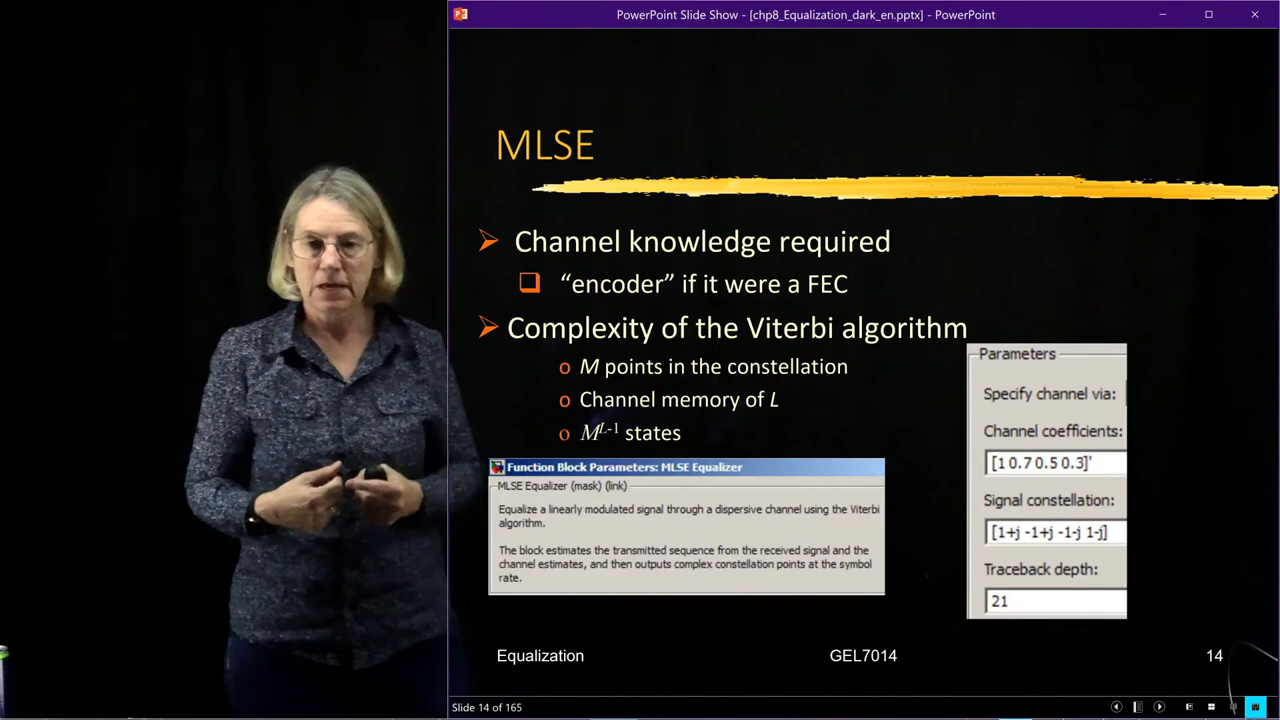 PowerPoint Slide Show - [chp8_Equalization_dark_en.pptx] - PowerPoint
MLSE
Channel knowledge required
“encoder” if it were a FEC
Complexity of the Viterbi algorithm
M points in the constellation
Channel memory of L
M^{L-1} states
Function Block Parameters: MLSE Equalizer
MLSE Equalizer (mask) (link)
Equalize a linearly modulated signal through a dispersive channel using the Viterbi
algorithm.
The block estimates the transmitted sequence from the received signal and the
channel estimates, and then outputs complex constellation points at the symbol
rate.
Parameters
Specify channel via:
Channel coefficients:
[1 0.7 0.5 0.3]'
Signal constellation:
[1+j -1+j -1-j 1-j]
Traceback depth:
21
Equalization
GEL7014
14
Slide 14 of 165